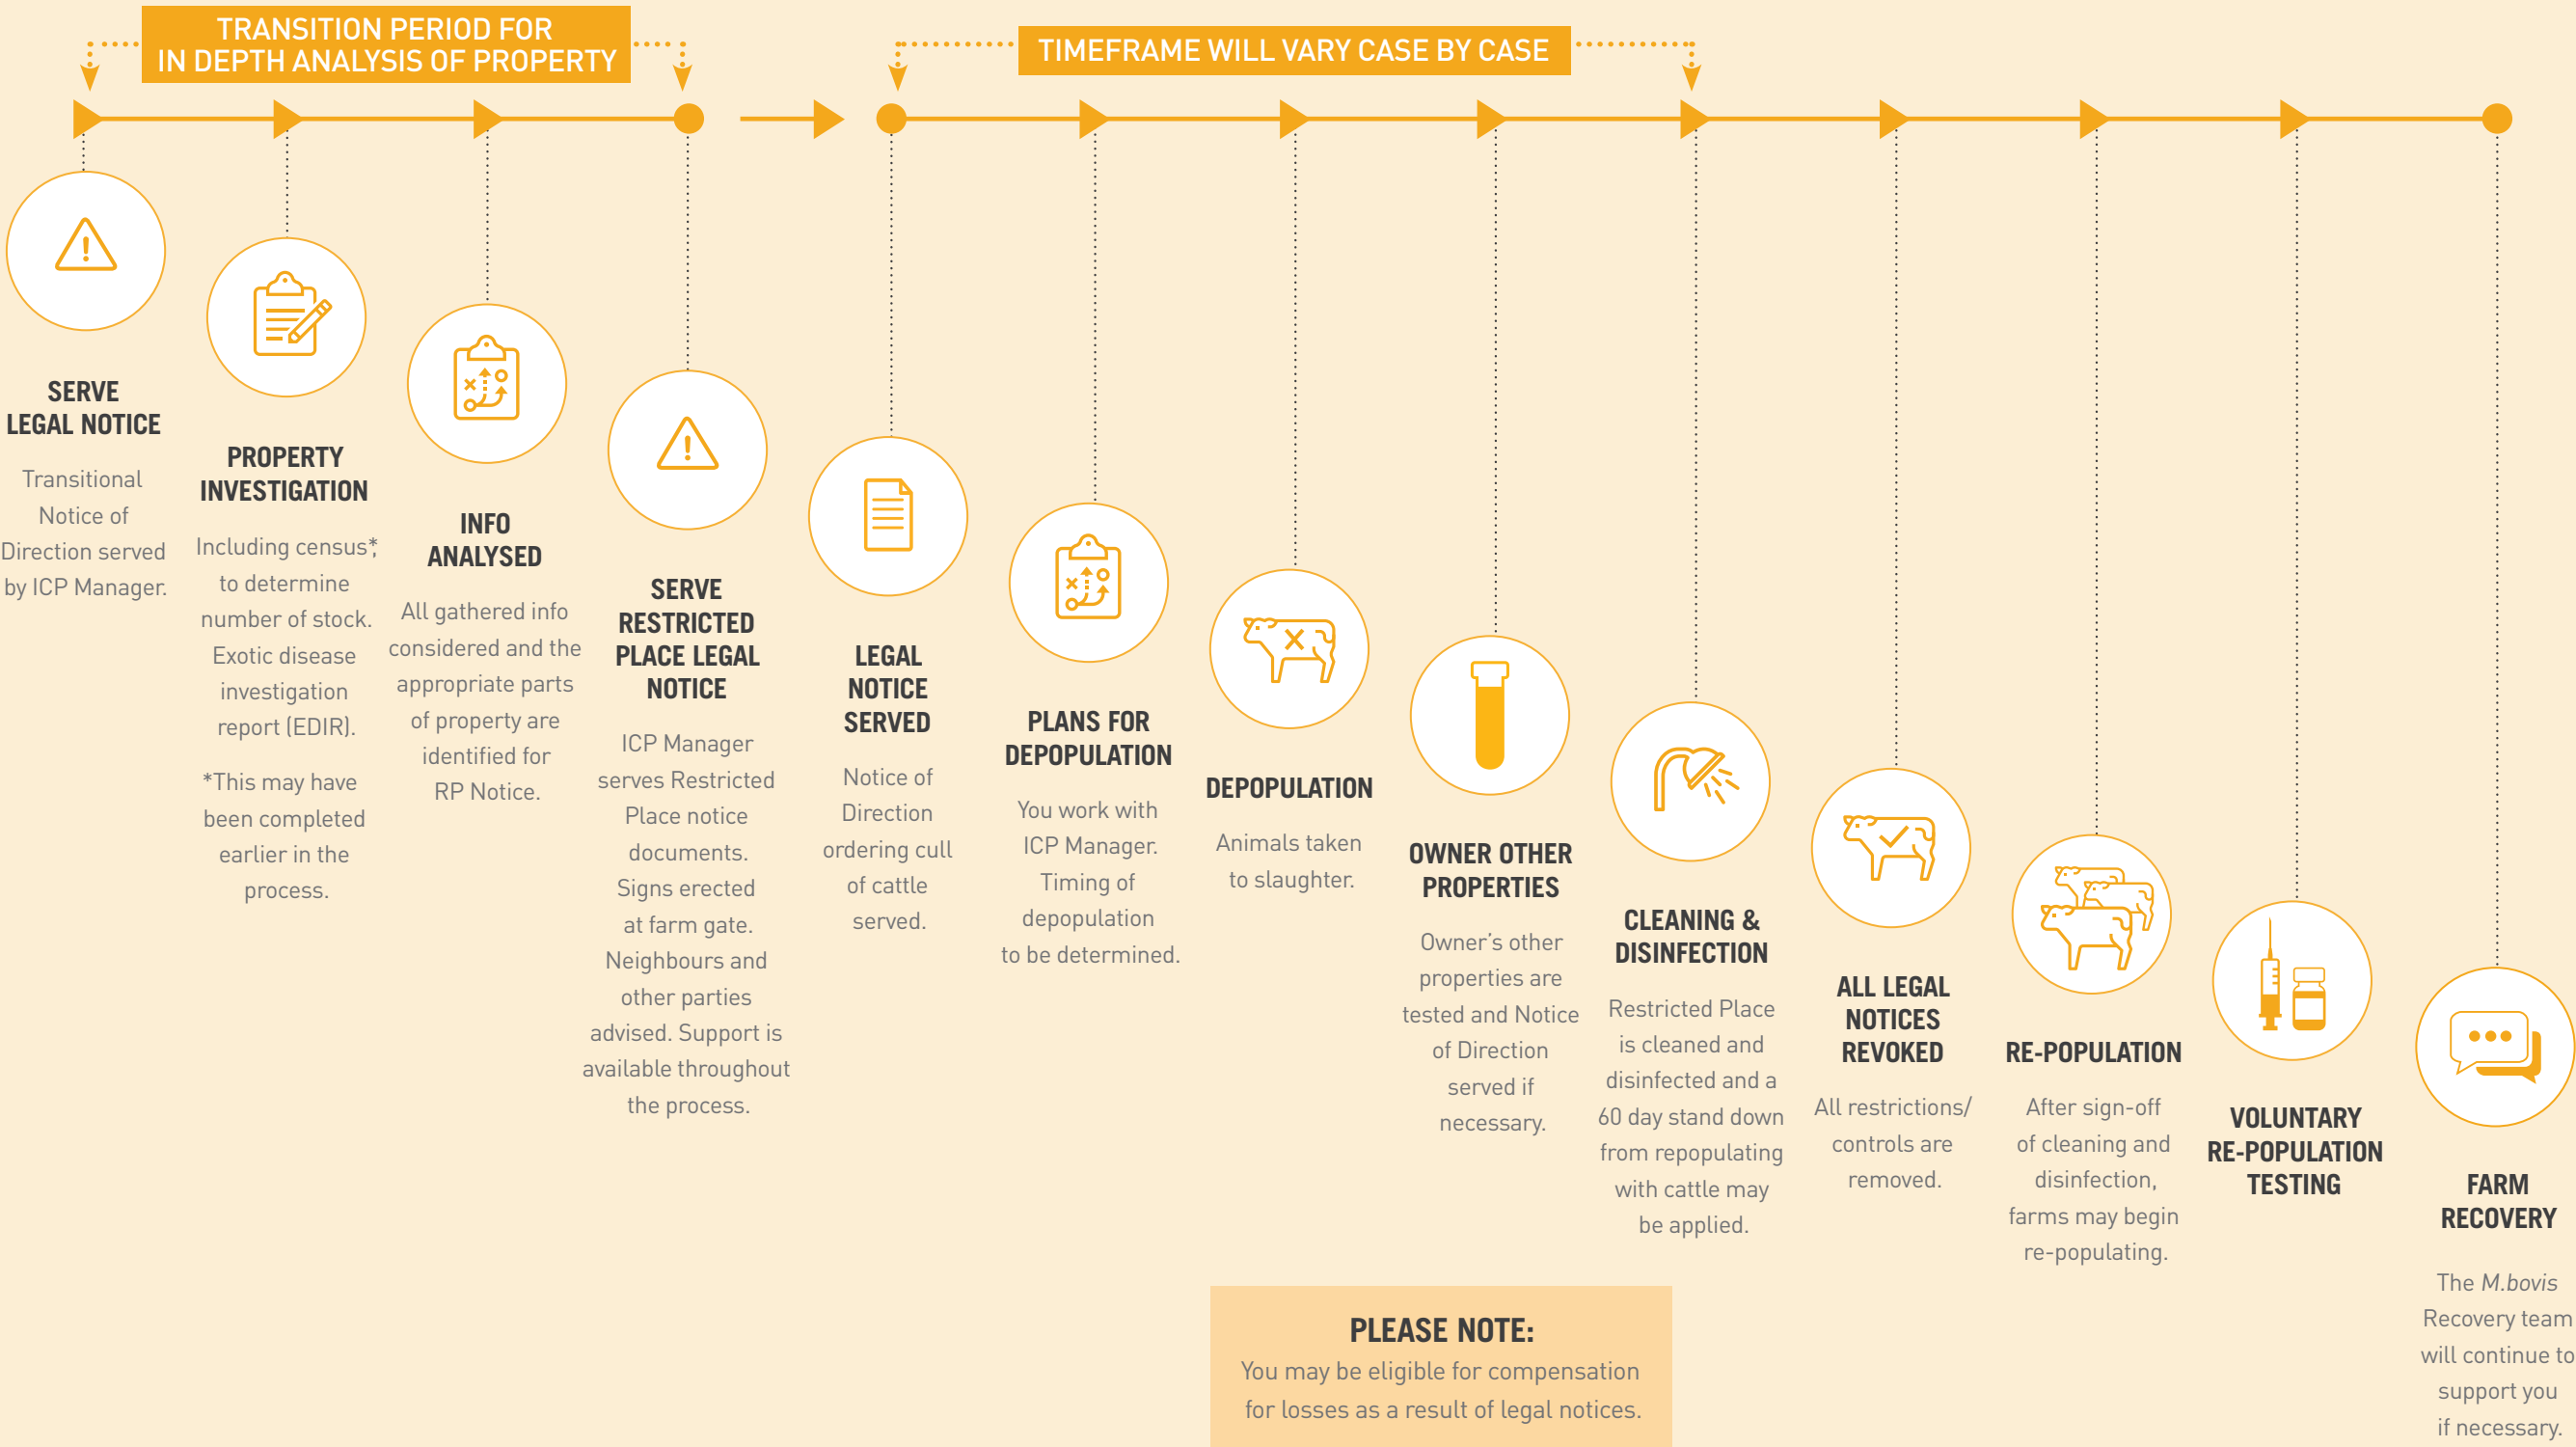 TRANSITION PERIOD FOR
IN DEPTH ANALYSIS OF PROPERTY
TIMEFRAME WILL VARY CASE BY CASE
SERVE
LEGAL NOTICE
Transitional
Notice of
Direction served
by ICP Manager.
PROPERTY
INVESTIGATION
Including census*,
to determine
number of stock.
Exotic disease
investigation
report (EDIR).
*This may have
been completed
earlier in the
process.
INFO
ANALYSED
All gathered info
considered and the
appropriate parts
of property are
identified for
RP Notice.
SERVE
RESTRICTED
PLACE LEGAL
NOTICE
ICP Manager
serves Restricted
Place notice
documents.
Signs erected
at farm gate.
Neighbours and
other parties
advised. Support is
available throughout
the process.
LEGAL
NOTICE
SERVED
Notice of
Direction
ordering cull
of cattle
served.
PLANS FOR
DEPOPULATION
You work with
ICP Manager.
Timing of
depopulation
to be determined.
DEPOPULATION
Animals taken
to slaughter.
OWNER OTHER
PROPERTIES
Owner's other
properties are
tested and Notice
of Direction
served if
necessary.
CLEANING &
DISINFECTION
Restricted Place
is cleaned and
disinfected and a
60 day stand down
from repopulating
with cattle may
be applied.
ALL LEGAL
NOTICES
REVOKED
All restrictions/
controls are
removed.
RE-POPULATION
After sign-off
of cleaning and
disinfection,
farms may begin
re-populating.
VOLUNTARY
RE-POPULATION
TESTING
FARM
RECOVERY
The M.bovis
Recovery team
will continue to
support you
if necessary.
PLEASE NOTE:
You may be eligible for compensation
for losses as a result of legal notices.